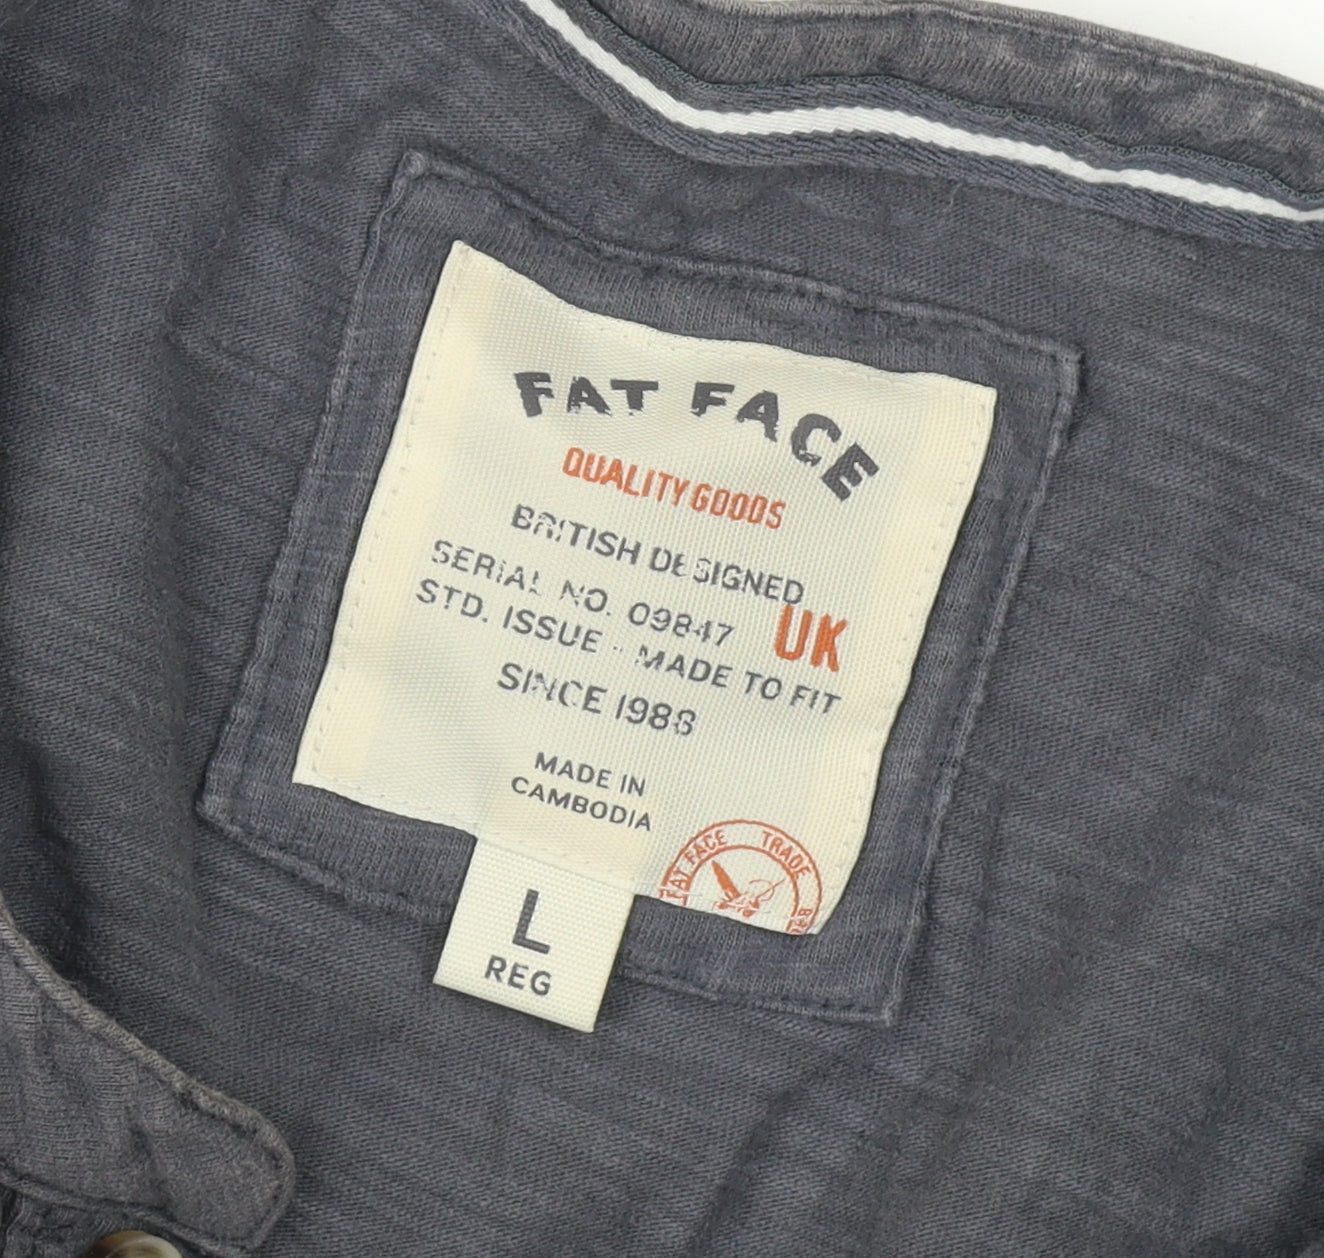 FAT FACE
QUALITY GOODS
BRITISH DESIGNED
SERIAL NO. 09847 UK
STD. ISSUE - MADE TO FIT
SINCE 1988
MADE IN
CAMBODIA
FAT FACE TRADE
L
REG